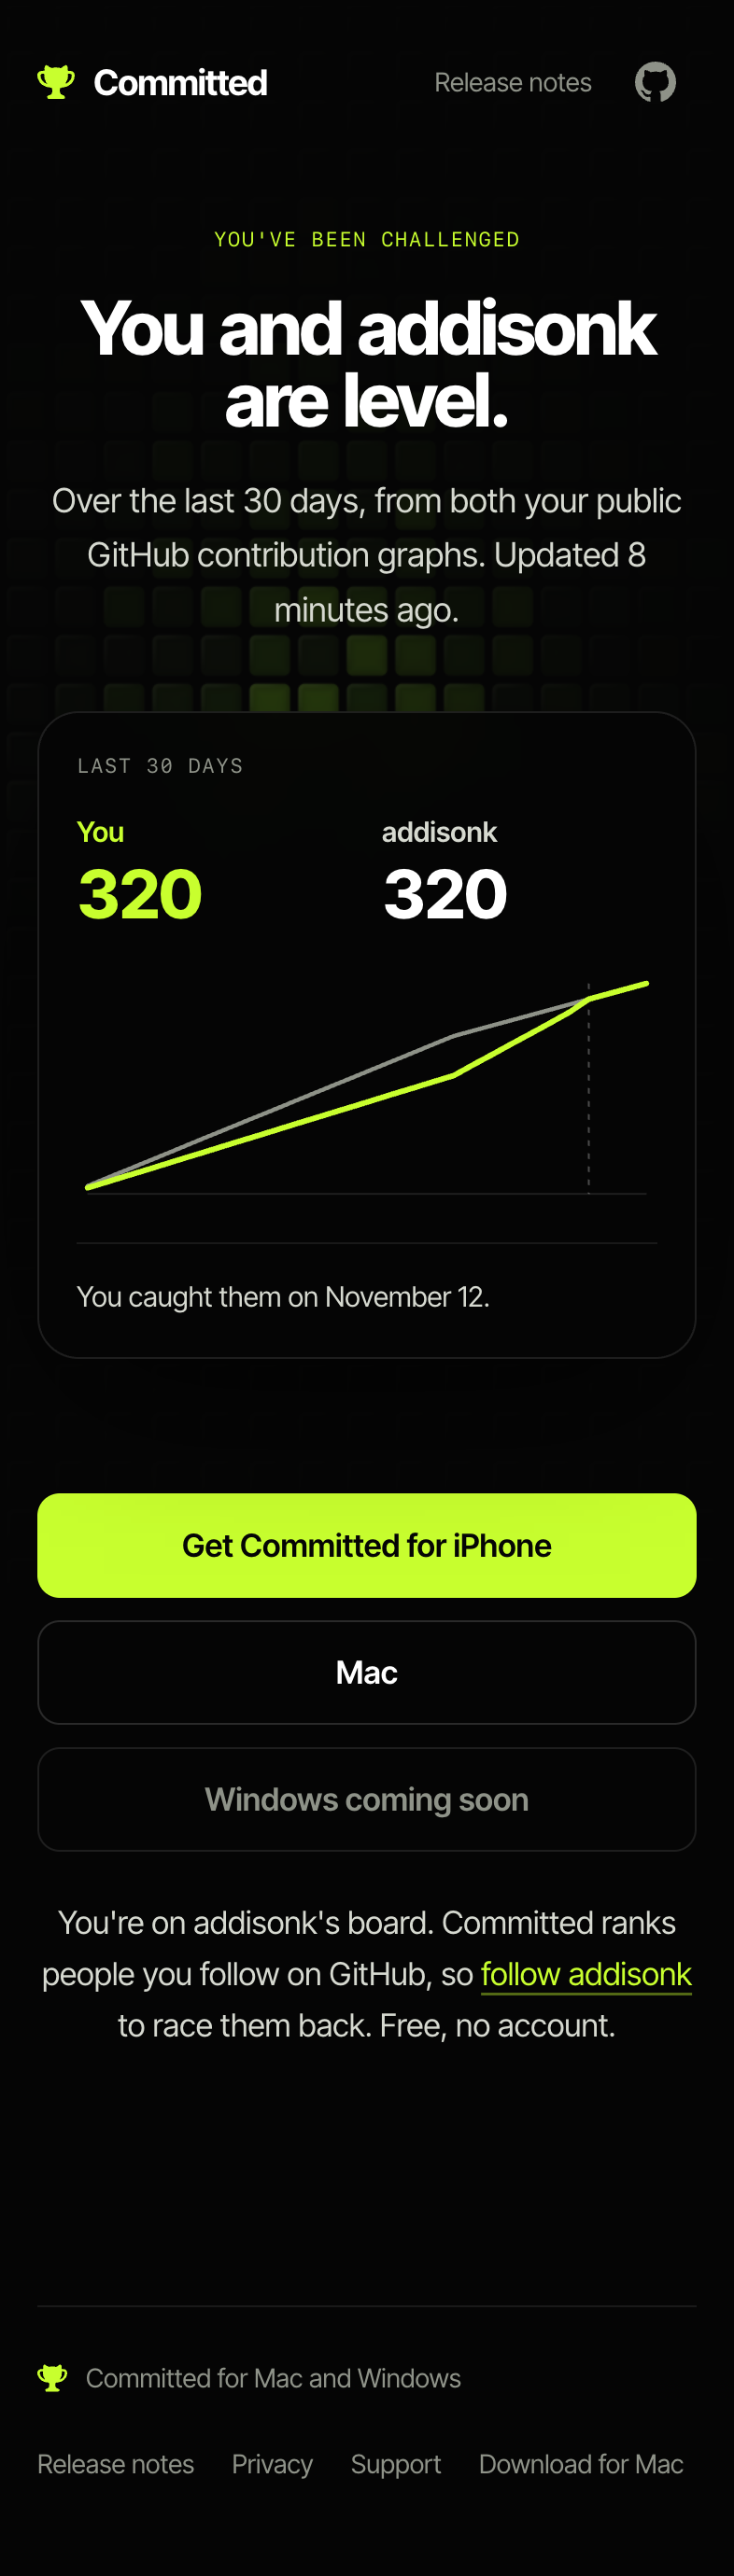 Committed
Release notes
YOU'VE BEEN CHALLENGED
You and addisonk
are level.
Over the last 30 days, from both your public
GitHub contribution graphs. Updated 8
minutes ago.
LAST 30 DAYS
You
addisonk
320
320
You caught them on November 12.
Get Committed for iPhone
Mac
Windows coming soon
You're on addisonk's board. Committed ranks
people you follow on GitHub, so follow addisonk
to race them back. Free, no account.
Committed for Mac and Windows
Release notes
Privacy
Support
Download for Mac